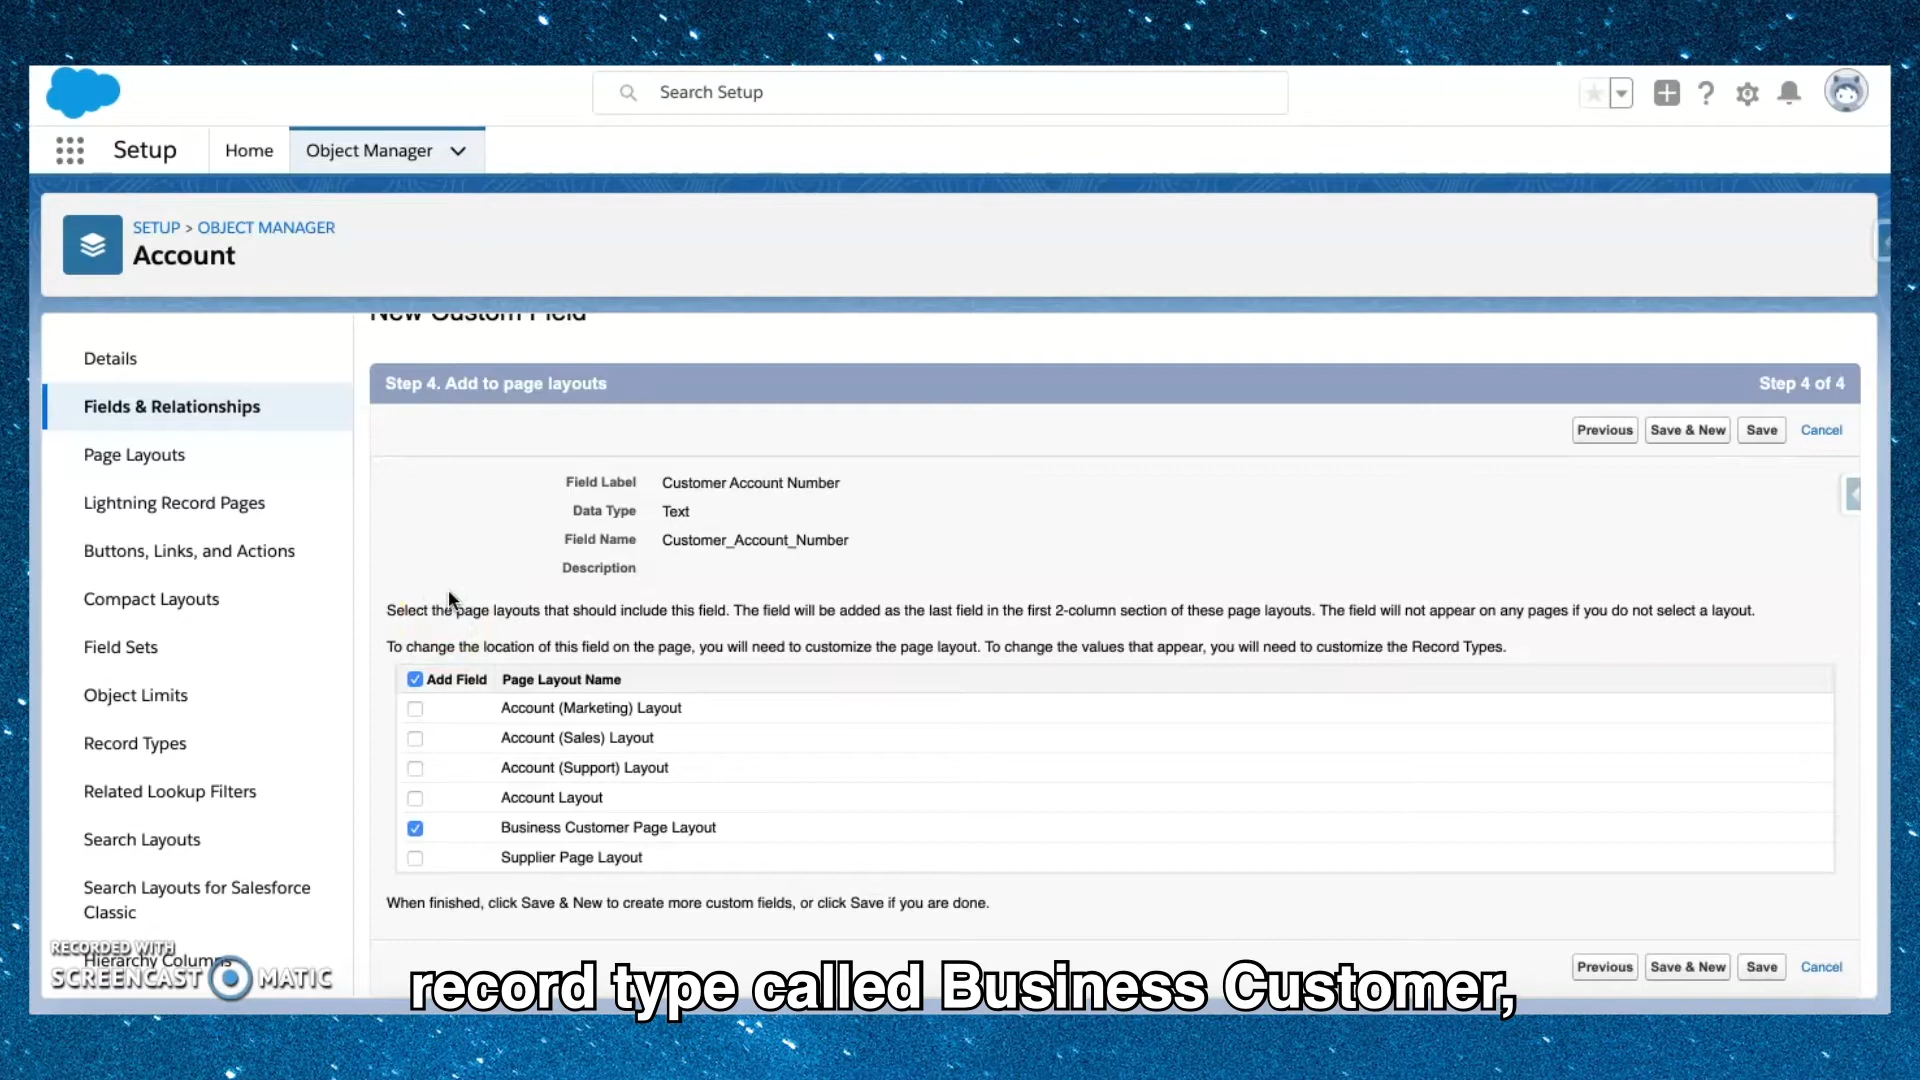 Search Setup
Setup
Home
Object Manager
SETUP > OBJECT MANAGER
Account
New Custom Field
Details
Fields & Relationships
Page Layouts
Lightning Record Pages
Buttons, Links, and Actions
Compact Layouts
Field Sets
Object Limits
Record Types
Related Lookup Filters
Search Layouts
Search Layouts for Salesforce
Classic
Hierarchy Columns
Step 4. Add to page layouts
Step 4 of 4
Previous
Save & New
Save
Cancel
Field Label Customer Account Number
Data Type Text
Field Name Customer_Account_Number
Description
Select the page layouts that should include this field. The field will be added as the last field in the first 2-column section of these page layouts. The field will not appear on any pages if you do not select a layout.
To change the location of this field on the page, you will need to customize the page layout. To change the values that appear, you will need to customize the Record Types.
Add Field Page Layout Name
Account (Marketing) Layout
Account (Sales) Layout
Account (Support) Layout
Account Layout
Business Customer Page Layout
Supplier Page Layout
When finished, click Save & New to create more custom fields, or click Save if you are done.
Previous
Save & New
Save
Cancel
RECORDED WITH
SCREENCAST MATIC
record type called Business Customer,